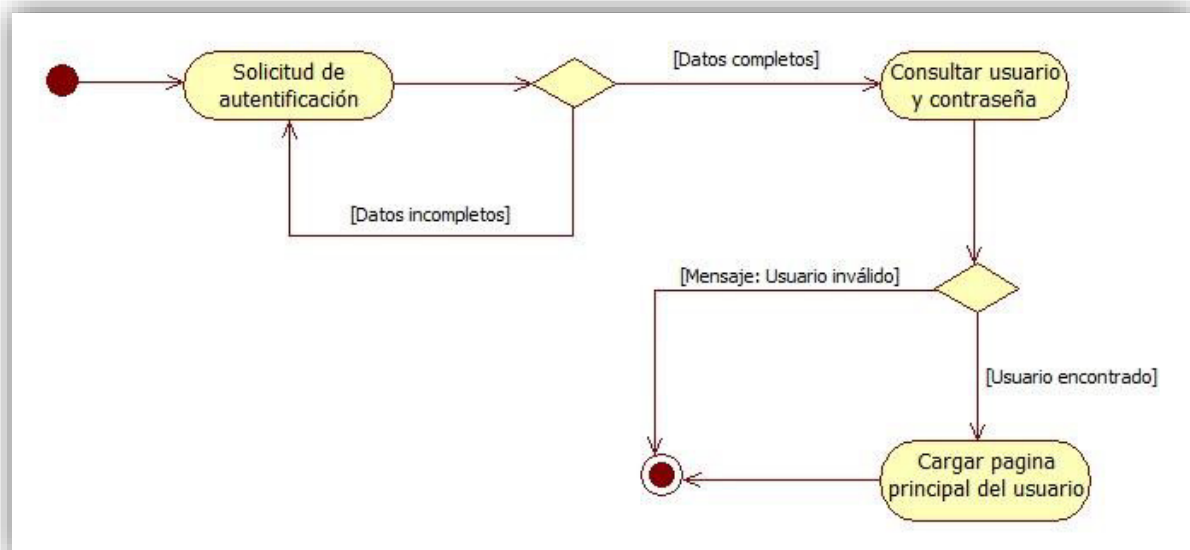 Solicitud de
autentificación
[Datos completos]
Consultar usuario
y contraseña
[Datos incompletos]
[Mensaje: Usuario inválido]
[Usuario encontrado]
Cargar pagina
principal del usuario